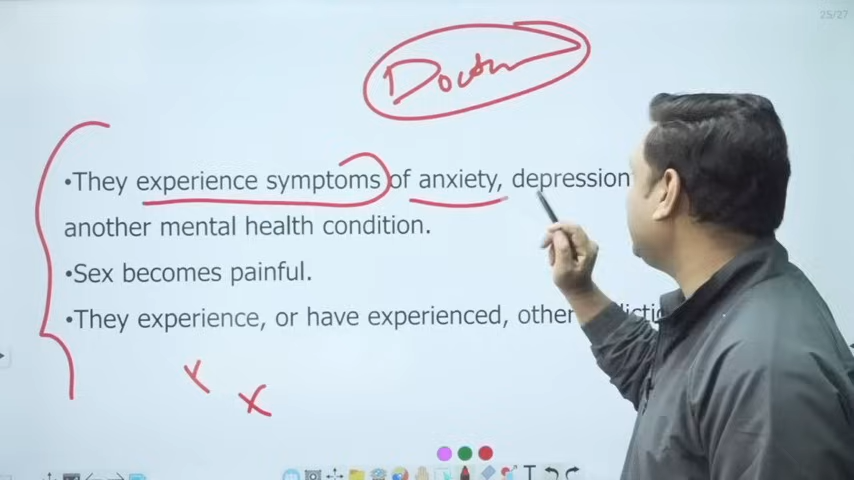 25/27
Doctor
•They experience symptoms of anxiety, depression
another mental health condition.
•Sex becomes painful.
•They experience, or have experienced, other
x
x
T